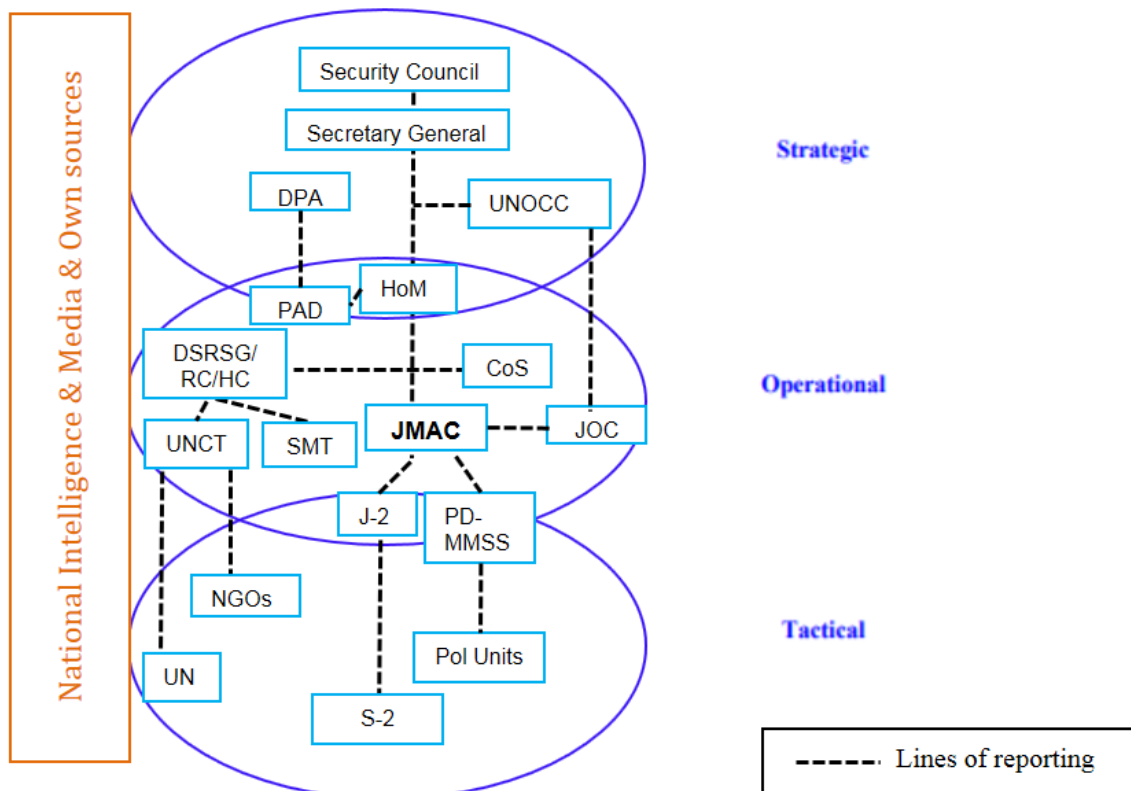 National Intelligence & Media & Own sources
Security Council
Secretary General
Strategic
DPA
UNOCC
HoM
PAD
DSRSG/
RC/HC
CoS
Operational
UNCT
SMT
JMAC
JOC
J-2
PD-
MMSS
NGOs
Tactical
Pol Units
UN
S-2
Lines of reporting